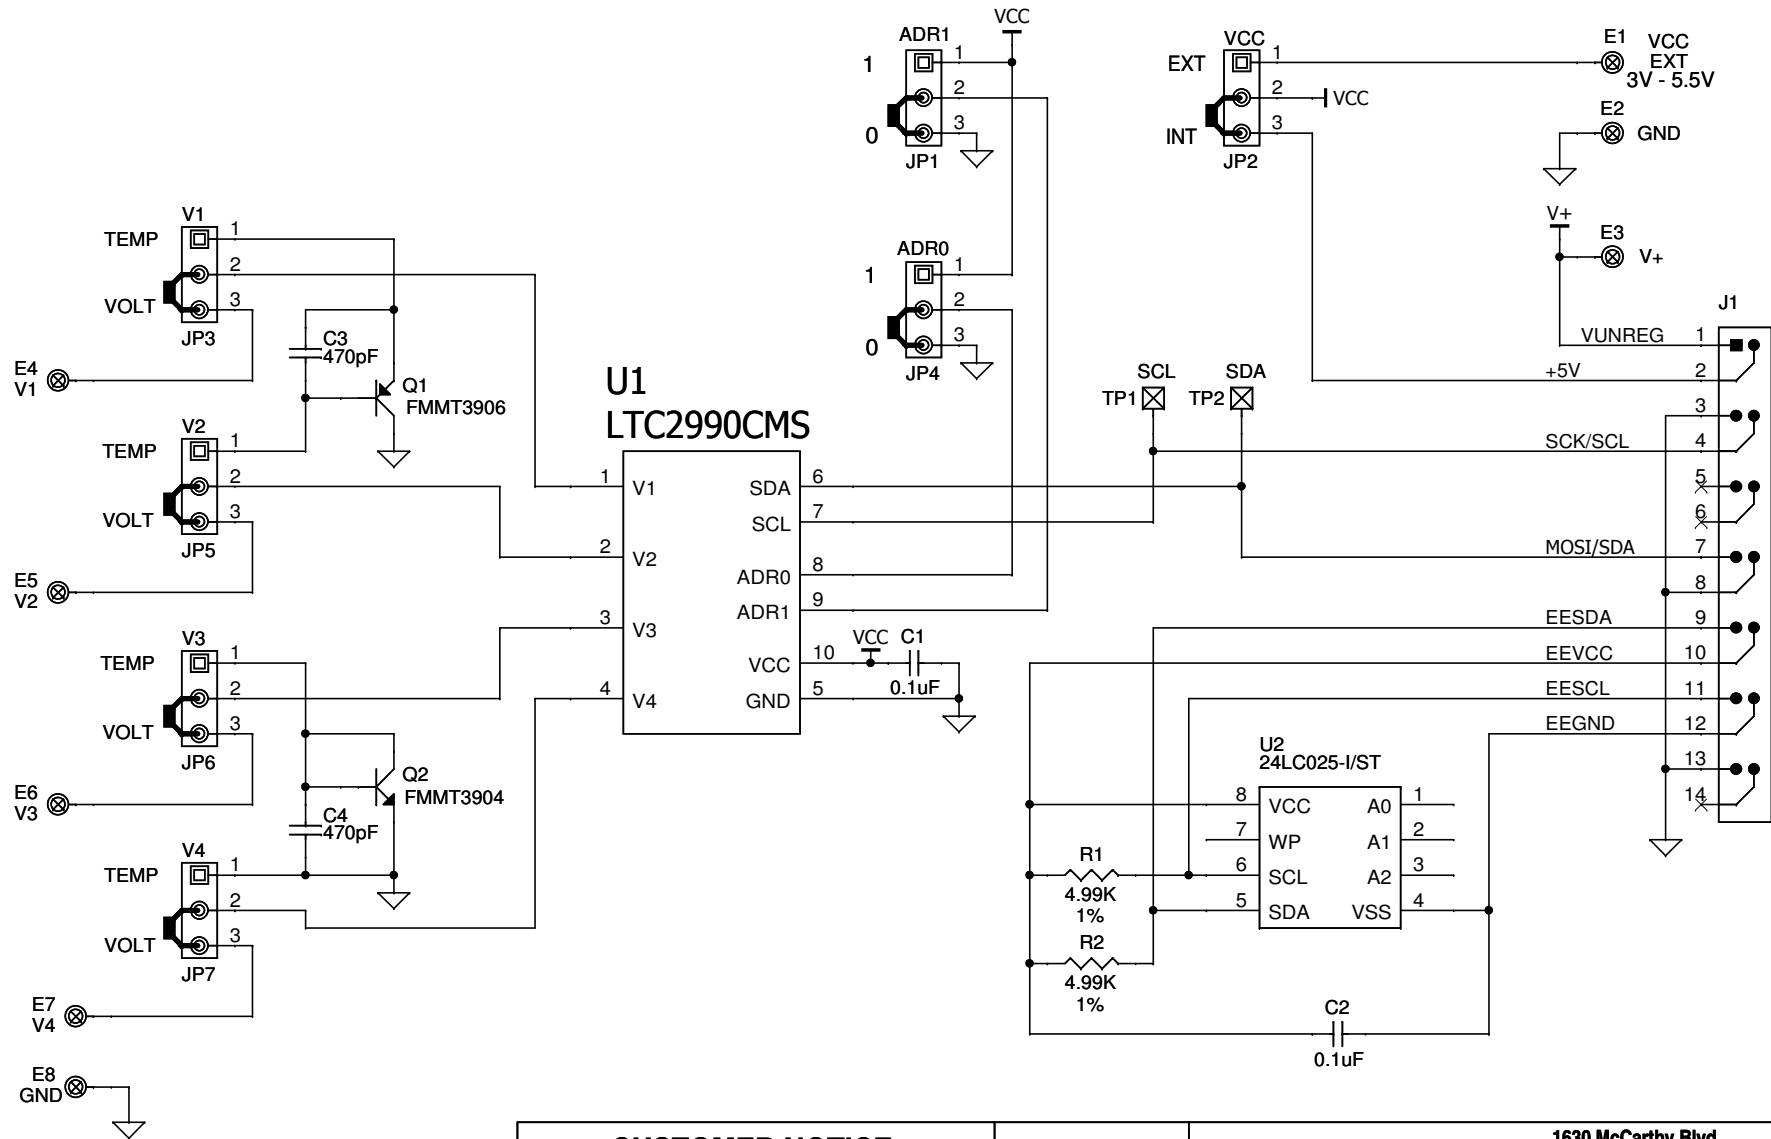 VCC
ADR1
1
1
2
0
3
JP1
ADR0
1
1
2
0
3
JP4
VCC
EXT
1
2
VCC
INT
3
JP2
E1
VCC
EXT
3V - 5.5V
E2
GND
V+
E3
V+
J1
VUNREG 1
+5V 2
3
SCK/SCL 4
5
6
MOSI/SDA 7
8
EESDA 9
EEVCC 10
EESCL 11
EEGND 12
13
14
V1
TEMP 1
2
VOLT 3
JP3
E4
V1
C3
470pF
Q1
FMMT3906
V2
TEMP 1
2
VOLT 3
JP5
E5
V2
V3
TEMP 1
2
VOLT 3
JP6
E6
V3
Q2
FMMT3904
C4
470pF
V4
TEMP 1
2
VOLT 3
JP7
E7
V4
E8
GND
U1
LTC2990CMS
1 V1
2 V2
3 V3
4 V4
SDA 6
SCL 7
ADR0 8
ADR1 9
VCC 10
GND 5
VCC
C1
0.1uF
SCL
TP1
SDA
TP2
U2
24LC025-I/ST
8 VCC A0 1
7 WP A1 2
6 SCL A2 3
5 SDA VSS 4
R1
4.99K
1%
R2
4.99K
1%
C2
0.1uF
CUSTOMER NOTICE
1630 McCarthy Blvd.